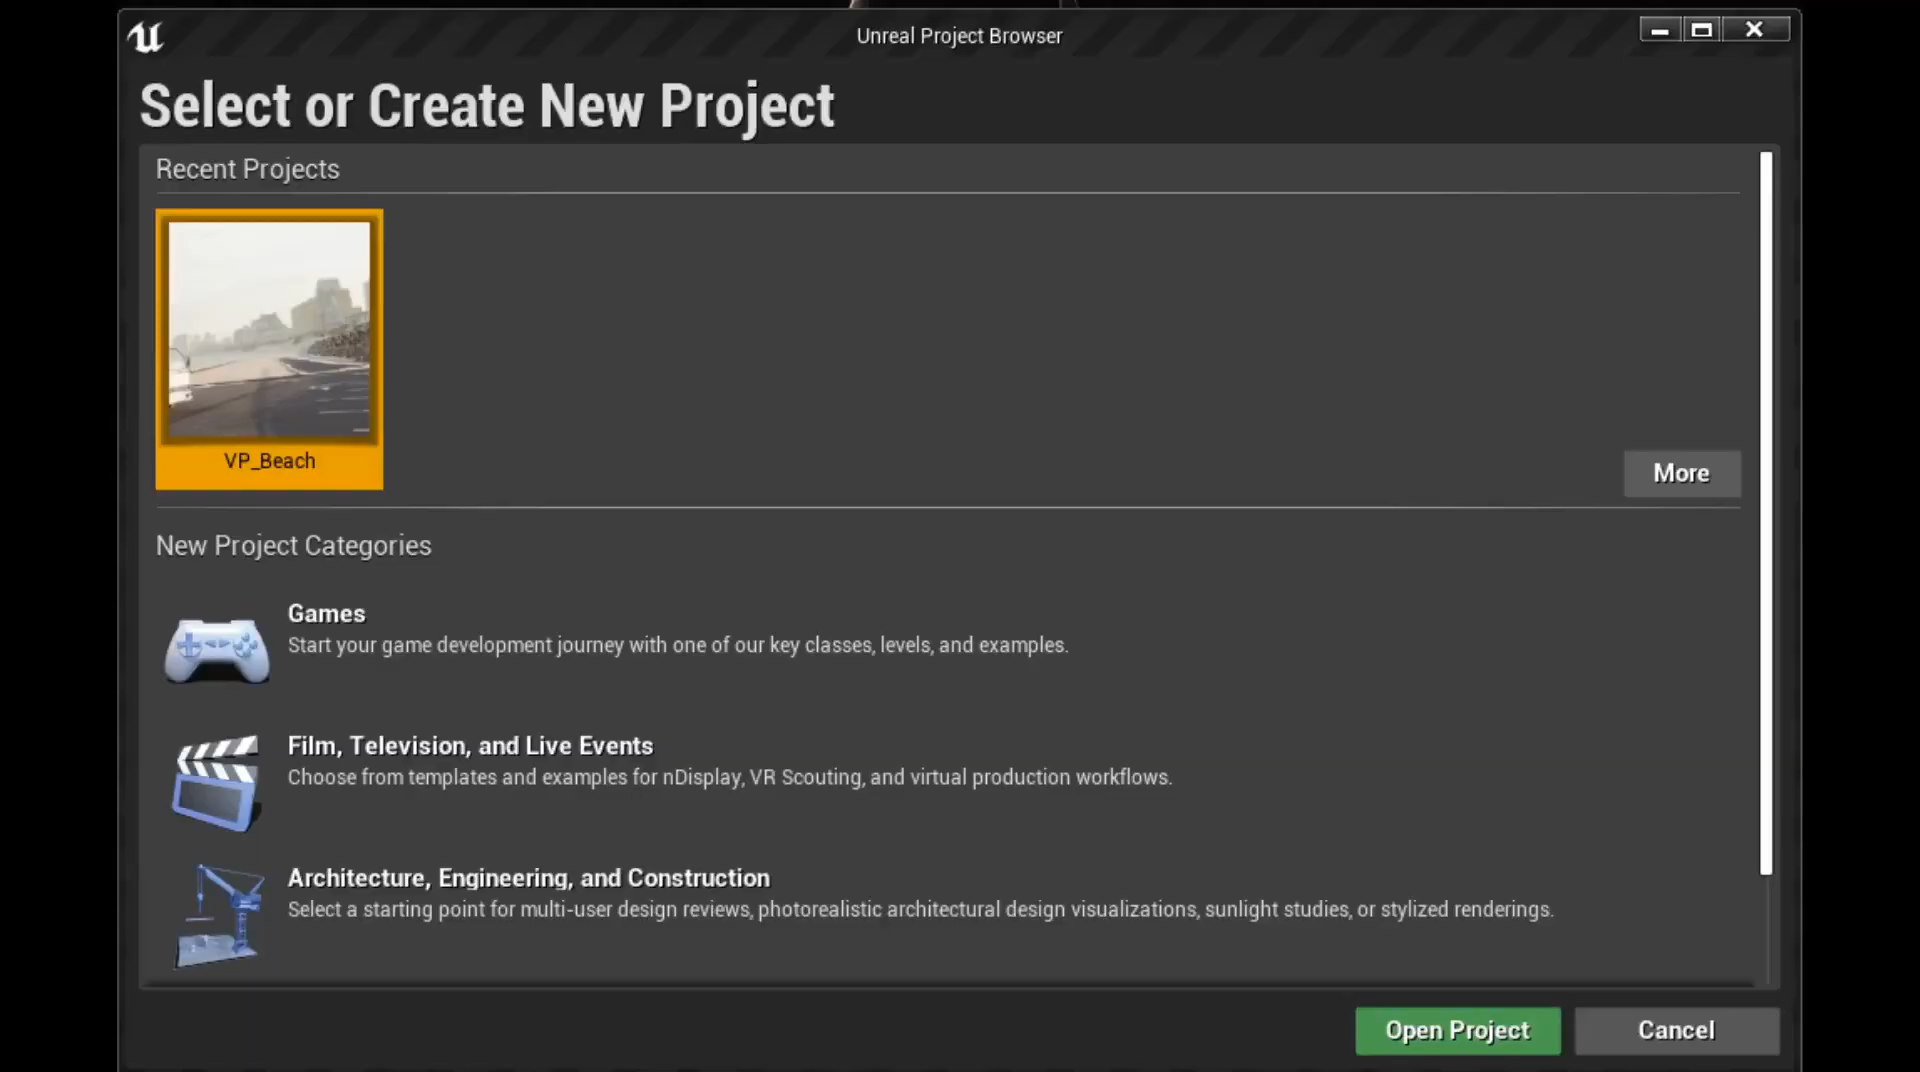 Unreal Project Browser
Select or Create New Project
Recent Projects
VP_Beach
More
New Project Categories
Games
Start your game development journey with one of our key classes, levels, and examples.
Film, Television, and Live Events
Choose from templates and examples for nDisplay, VR Scouting, and virtual production workflows.
Architecture, Engineering, and Construction
Select a starting point for multi-user design reviews, photorealistic architectural design visualizations, sunlight studies, or stylized renderings.
Open Project
Cancel